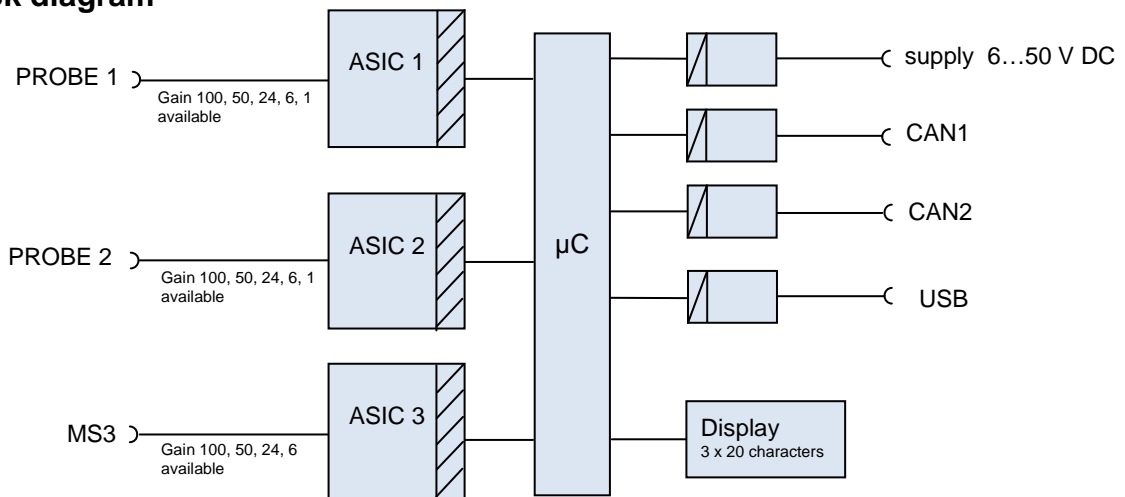 diagram
PROBE 1
Gain 100, 50, 24, 6, 1
available
ASIC 1
supply 6…50 V DC
CAN1
PROBE 2
Gain 100, 50, 24, 6, 1
available
ASIC 2
µC
CAN2
USB
MS3
Gain 100, 50, 24, 6
available
ASIC 3
Display
3 x 20 characters